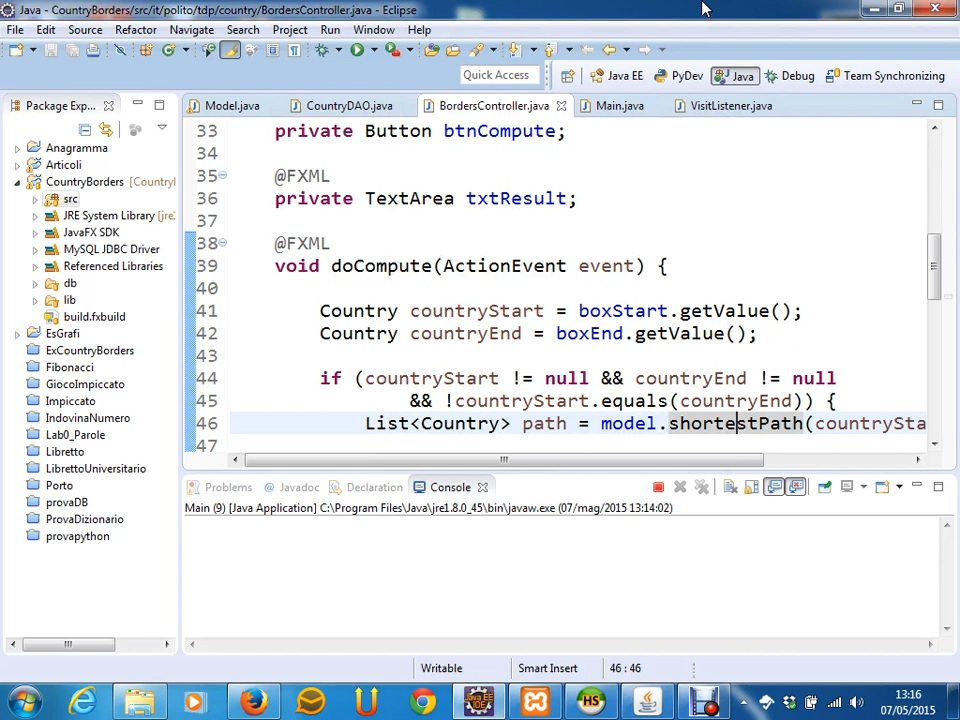 Java - CountryBorders/src/it/polito/tdp/country/BordersController.java - Eclipse
File Edit Source Refactor Navigate Search Project Run Window Help
Quick Access
Java EE PyDev Java Debug Team Synchronizing
Package Exp...
Model.java CountryDAO.java BordersController.java Main.java VisitListener.java
Anagramma
Articoli
CountryBorders [CountryI
src
JRE System Library [jre
JavaFX SDK
MySQL JDBC Driver
Referenced Libraries
db
lib
build.fxbuild
EsGrafi
ExCountryBorders
Fibonacci
GiocoImpiccato
Impiccato
IndovinaNumero
Lab0_Parole
Libretto
LibrettoUniversitario
Porto
provaDB
ProvaDizionario
provapython
33 private Button btnCompute;
34
35 @FXML
36 private TextArea txtResult;
37
38 @FXML
39 void doCompute(ActionEvent event) {
40
41 Country countryStart = boxStart.getValue();
42 Country countryEnd = boxEnd.getValue();
43
44 if (countryStart != null && countryEnd != null
45 && !countryStart.equals(countryEnd)) {
46 List<Country> path = model.shortestPath(countrySta
47
Problems Javadoc Declaration Console
Main (9) [Java Application] C:\Program Files\Java\jre1.8.0_45\bin\javaw.exe (07/mag/2015 13:14:02)
Writable Smart Insert 46 : 46
13:16
07/05/2015